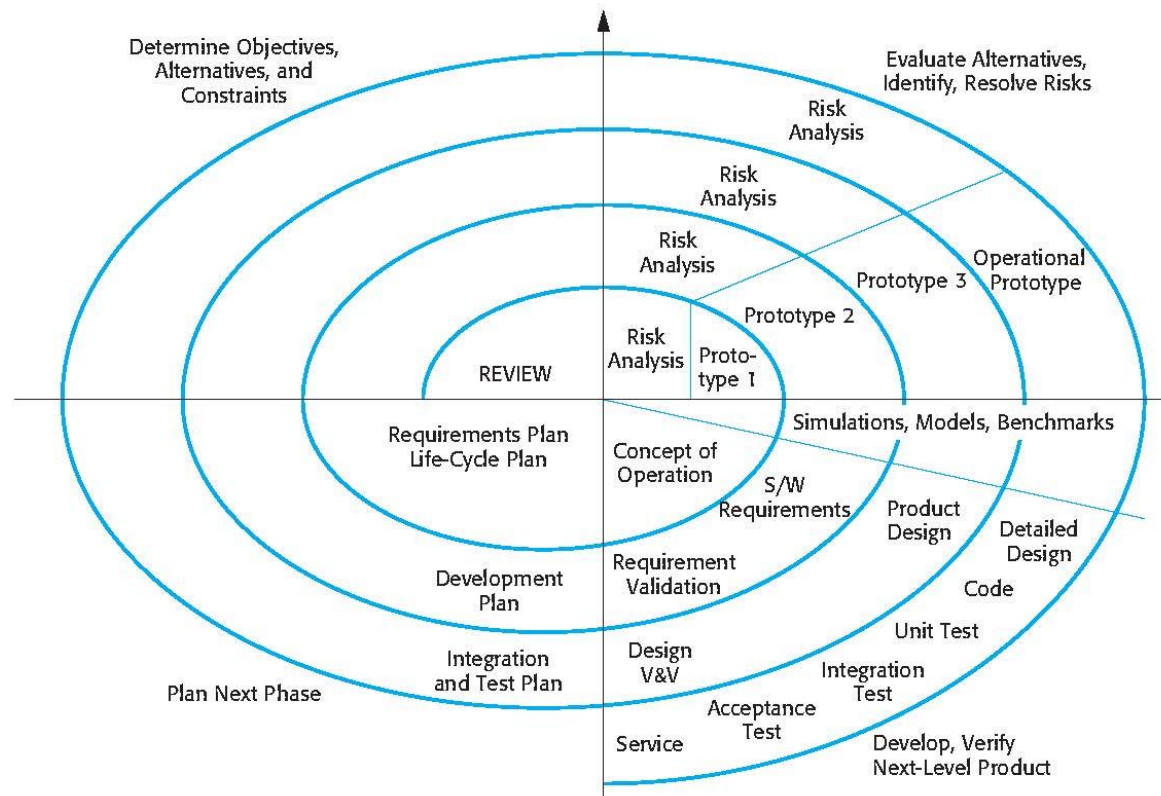 Determine Objectives,
Alternatives, and
Constraints
Evaluate Alternatives,
Identify, Resolve Risks
Risk
Analysis
Risk
Analysis
Risk
Analysis
Operational
Prototype
Prototype 3
Prototype 2
Risk
Analysis
Proto-
type 1
REVIEW
Simulations, Models, Benchmarks
Requirements Plan
Life-Cycle Plan
Concept of
Operation
S/W
Requirements
Product
Design
Detailed
Design
Development
Plan
Requirement
Validation
Code
Unit Test
Integration
and Test Plan
Design
V&V
Integration
Test
Acceptance
Test
Service
Plan Next Phase
Develop, Verify
Next-Level Product